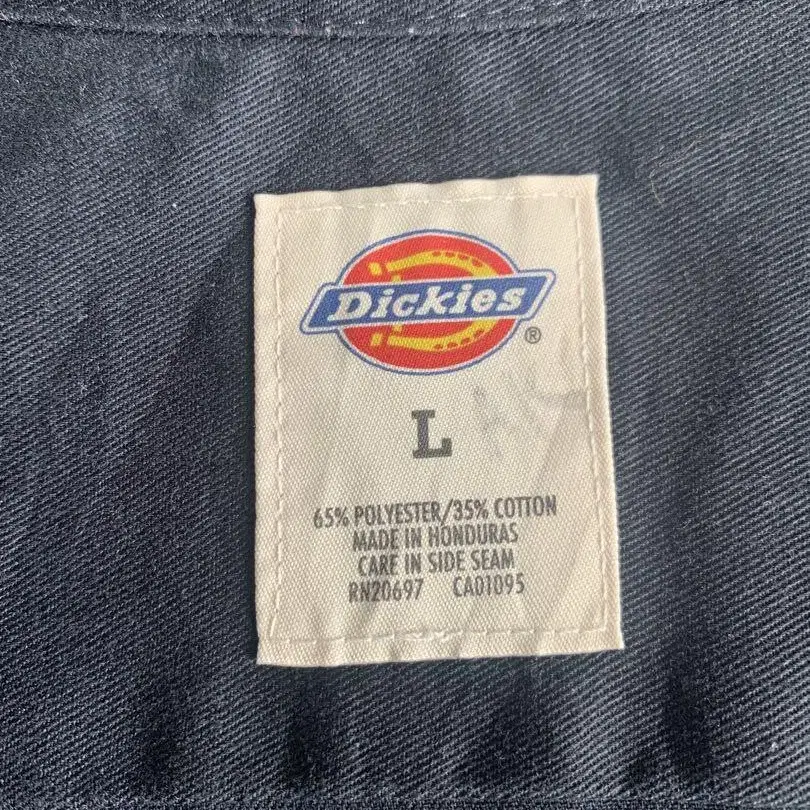 Dickies®
L
65% POLYESTER/35% COTTON
MADE IN HONDURAS
CARE IN SIDE SEAM
RN20697 CA01095